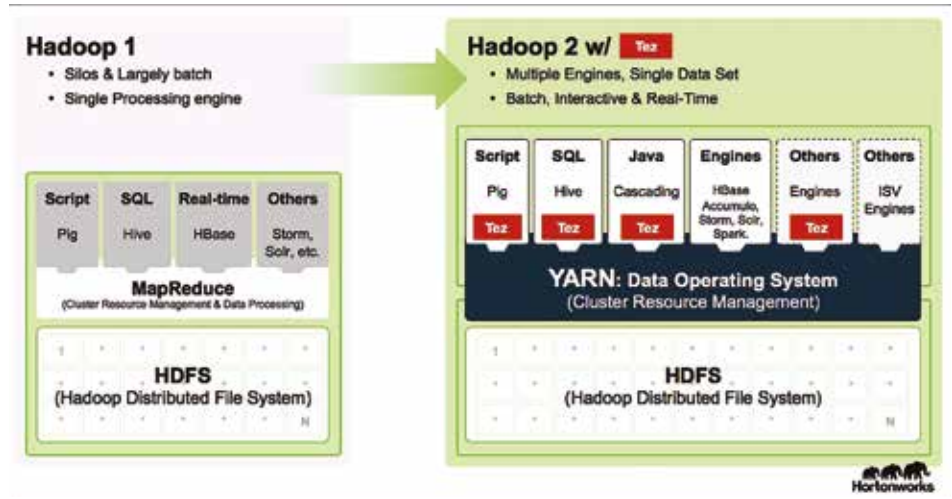 Hadoop 1
• Silos & Largely batch
• Single Processing engine
Script
Pig
SQL
Hive
Real-time
HBase
Others
Storm,
Solr, etc.
MapReduce
(Cluster Resource Management & Data Processing)
1
HDFS
(Hadoop Distributed File System)
N
Hadoop 2 w/ Tez
• Multiple Engines, Single Data Set
• Batch, Interactive & Real-Time
Script
Pig
Tez
SQL
Hive
Tez
Java
Cascading
Tez
Engines
HBase
Accumulo,
Storm, Solr,
Spark.
Others
Engines
Tez
Others
ISV
Engines
YARN: Data Operating System
(Cluster Resource Management)
1
HDFS
(Hadoop Distributed File System)
N
Hortonworks